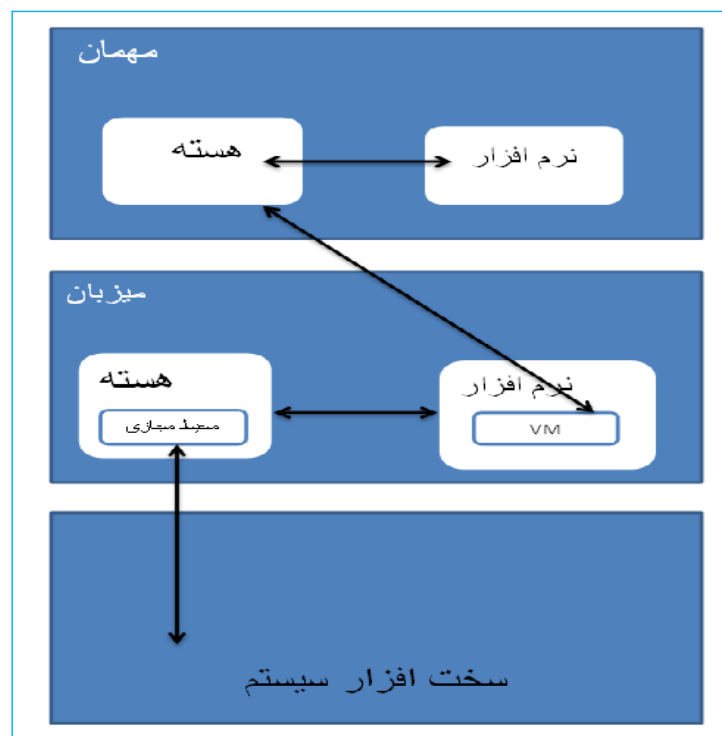 مهمان
نرم افزار
هسته
میزبان
نرم افزار
VM
هسته
محیط مجازی
سخت افزار سیستم